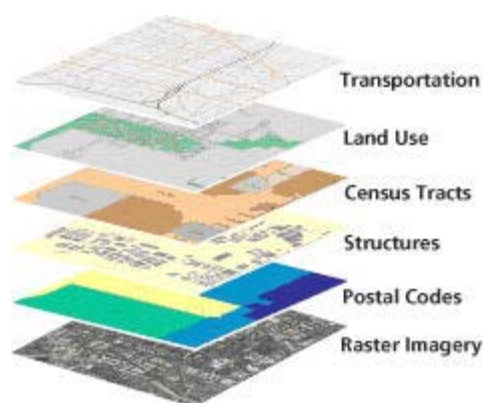 Transportation
Land Use
Census Tracts
Structures
Postal Codes
Raster Imagery